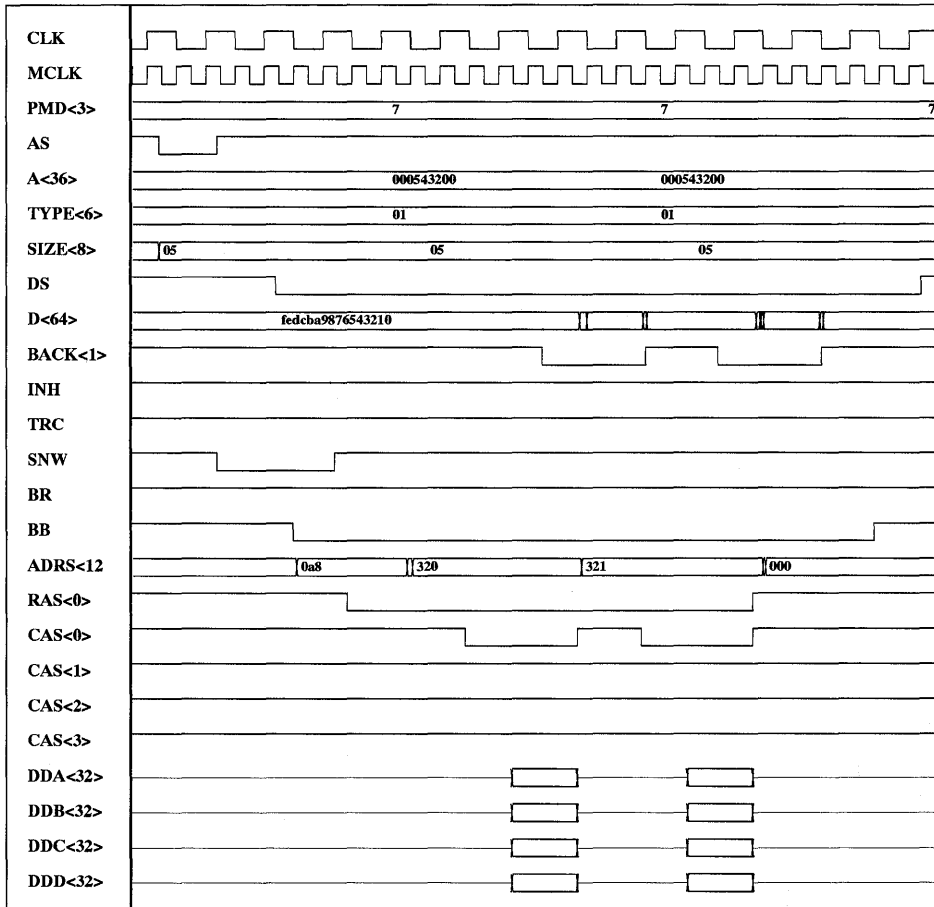 CLK
MCLK
PMD<3> 7 7 7
AS
A<36> 000543200 000543200
TYPE<6> 01 01
SIZE<8> 05 05 05
DS
D<64> fedcba9876543210
BACK<1>
INH
TRC
SNW
BR
BB
ADRS<12 0a8 320 321 000
RAS<0>
CAS<0>
CAS<1>
CAS<2>
CAS<3>
DDA<32>
DDB<32>
DDC<32>
DDD<32>